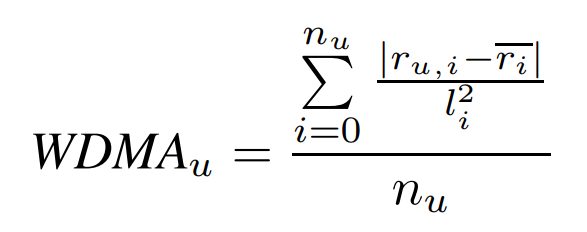 $WDMA_u = \frac{\sum_{i=0}^{n_u} \frac{|r_{u,i} - \overline{r_i}|}{l_i^2}}{n_u}$